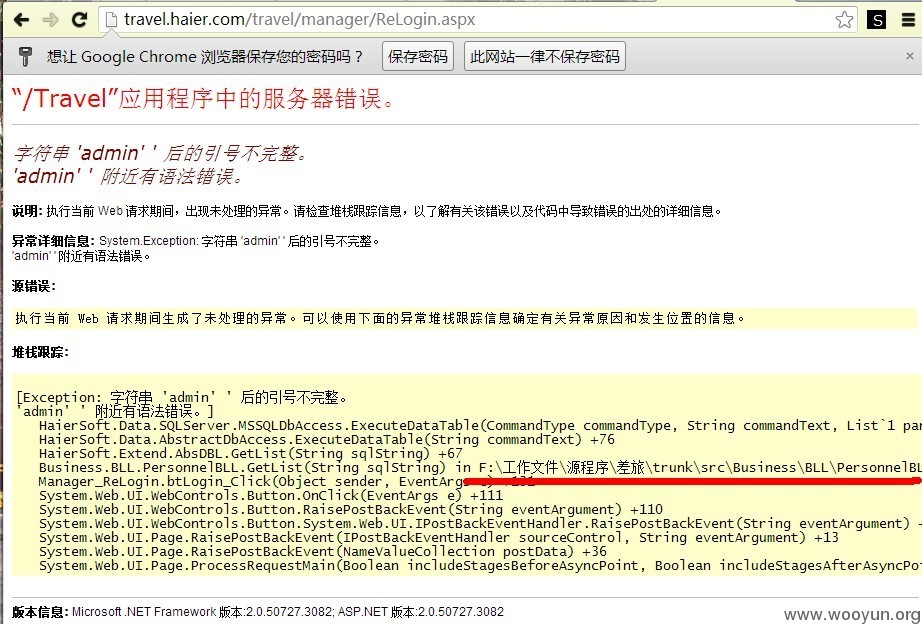 travel.haier.com/travel/manager/ReLogin.aspx
S
想让 Google Chrome 浏览器保存您的密码吗？ 保存密码 此网站一律不保存密码 ×
“/Travel”应用程序中的服务器错误。
字符串 'admin' ' 后的引号不完整。
'admin' ' 附近有语法错误。
说明: 执行当前 Web 请求期间，出现未处理的异常。请检查堆栈跟踪信息，以了解有关该错误以及代码中导致错误的出处的详细信息。
异常详细信息: System.Exception: 字符串 'admin' ' 后的引号不完整。
'admin' ' 附近有语法错误。
源错误:
执行当前 Web 请求期间生成了未处理的异常。可以使用下面的异常堆栈跟踪信息确定有关异常原因和发生位置的信息。
堆栈跟踪:
[Exception: 字符串 'admin' ' 后的引号不完整。
'admin' ' 附近有语法错误。]
HaierSoft.Data.SQLServer.MSSQLDbAccess.ExecuteDataTable(CommandType commandType, String commandText, List`1 par
HaierSoft.Data.AbstractDbAccess.ExecuteDataTable(String commandText) +76
HaierSoft.Extend.AbsDBL.GetList(String sqlString) +67
Business.BLL.PersonnelBLL.GetList(String sqlString) in F:\工作文件\源程序\差旅\trunk\src\Business\BLL\PersonnelBL
Manager_ReLogin.btLogin_Click(Object sender, EventArgs e) +131
System.Web.UI.WebControls.Button.OnClick(EventArgs e) +111
System.Web.UI.WebControls.Button.RaisePostBackEvent(String eventArgument) +110
System.Web.UI.WebControls.Button.System.Web.UI.IPostBackEventHandler.RaisePostBackEvent(String eventArgument) +
System.Web.UI.Page.RaisePostBackEvent(IPostBackEventHandler sourceControl, String eventArgument) +13
System.Web.UI.Page.RaisePostBackEvent(NameValueCollection postData) +36
System.Web.UI.Page.ProcessRequestMain(Boolean includeStagesBeforeAsyncPoint, Boolean includeStagesAfterAsyncPoi
版本信息: Microsoft .NET Framework 版本:2.0.50727.3082; ASP.NET 版本:2.0.50727.3082
www.wooyun.org